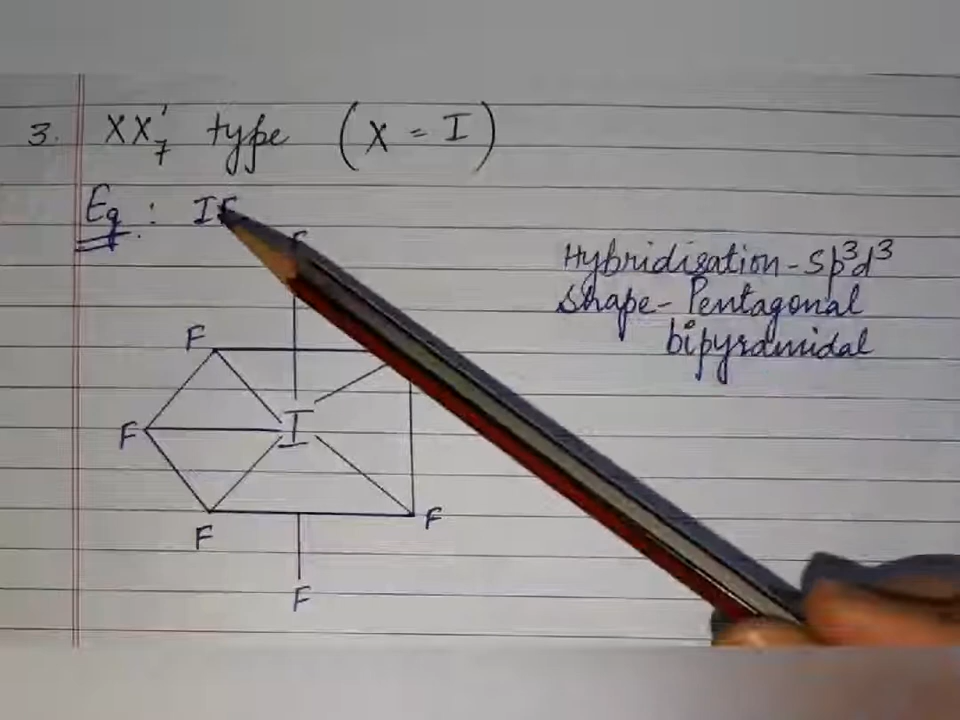 3. XX'₇ type (X = I)
Eg : IF
Hybridisation - sp³d³
Shape - Pentagonal
bipyramidal
F
F
F
I
F
F
F